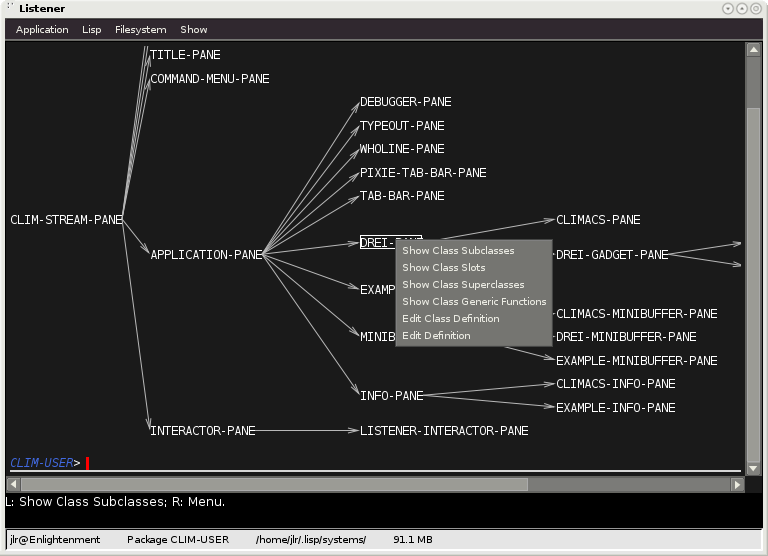 Listener
Application Lisp Filesystem Show
TITLE-PANE
COMMAND-MENU-PANE
DEBUGGER-PANE
TYPEOUT-PANE
WHOLINE-PANE
PIXIE-TAB-BAR-PANE
TAB-BAR-PANE
CLIM-STREAM-PANE CLIMACS-PANE
DREI-PANE
Show Class Subclasses
APPLICATION-PANE DREI-GADGET-PANE
Show Class Slots
Show Class Superclasses
EXAMP
Show Class Generic Functions
CLIMACS-MINIBUFFER-PANE
Edit Class Definition
MINIB Edit Definition DREI-MINIBUFFER-PANE
EXAMPLE-MINIBUFFER-PANE
CLIMACS-INFO-PANE
INFO-PANE
EXAMPLE-INFO-PANE
INTERACTOR-PANE LISTENER-INTERACTOR-PANE
CLIM-USER>
L: Show Class Subclasses; R: Menu.
jlr@Enlightenment Package CLIM-USER /home/jlr/.lisp/systems/ 91.1 MB